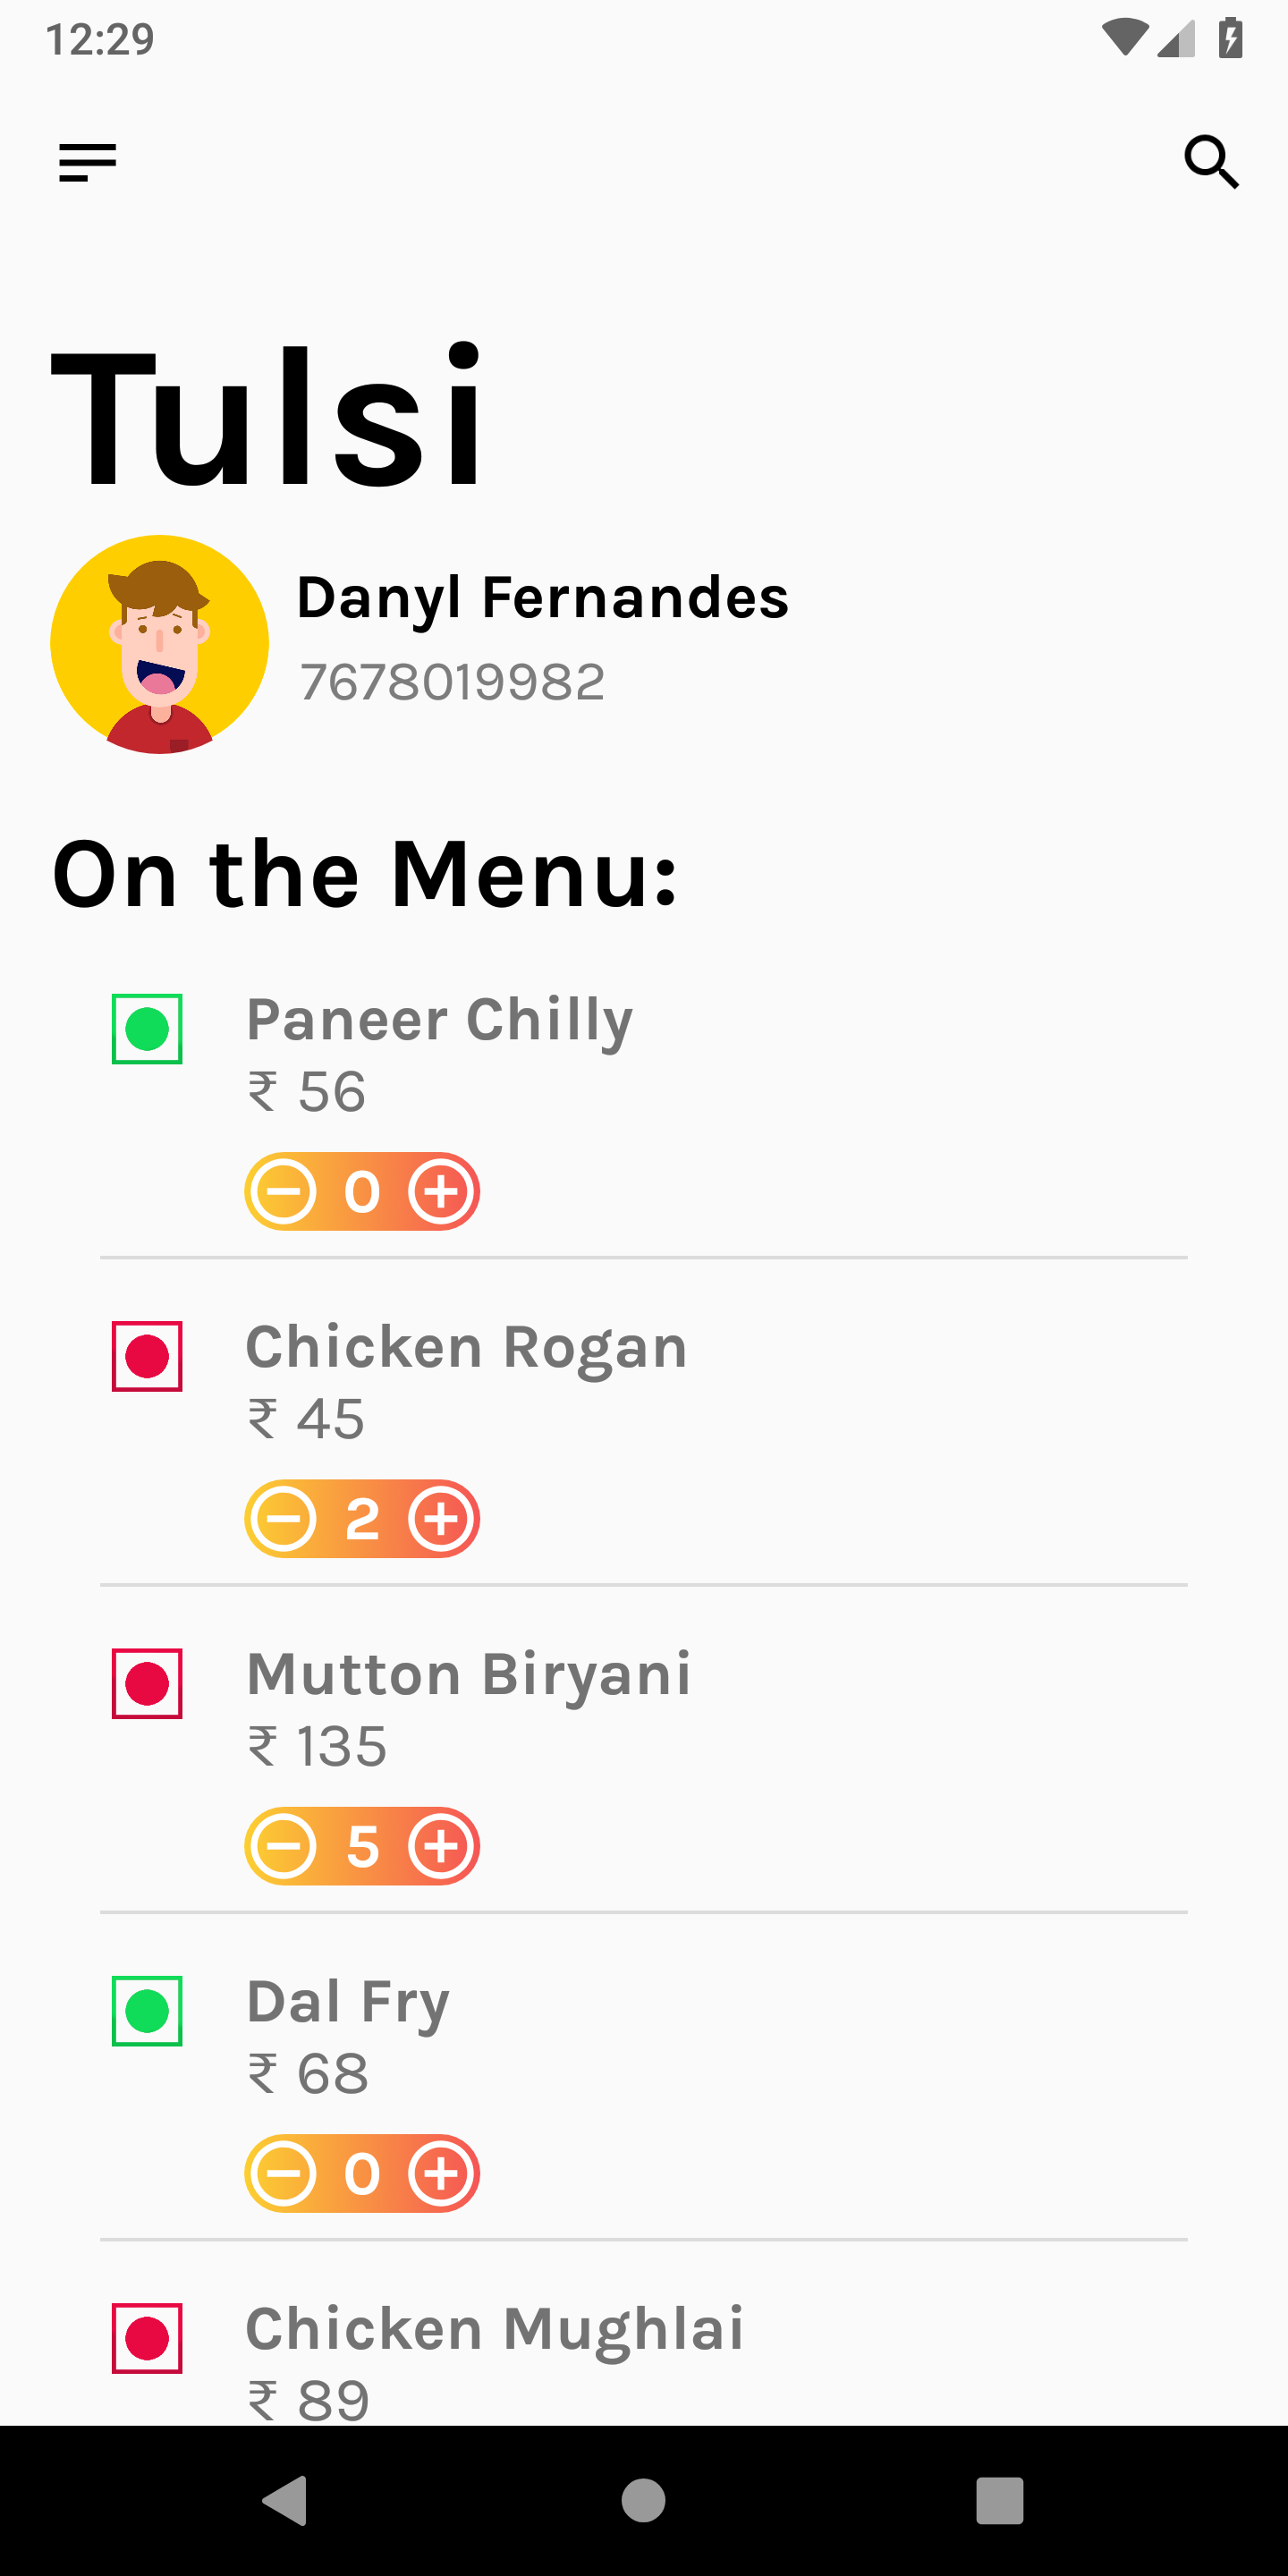 12:29
Tulsi
Danyl Fernandes
7678019982
On the Menu:
Paneer Chilly
₹ 56
0
Chicken Rogan
₹ 45
2
Mutton Biryani
₹ 135
5
Dal Fry
₹ 68
0
Chicken Mughlai
₹ 89